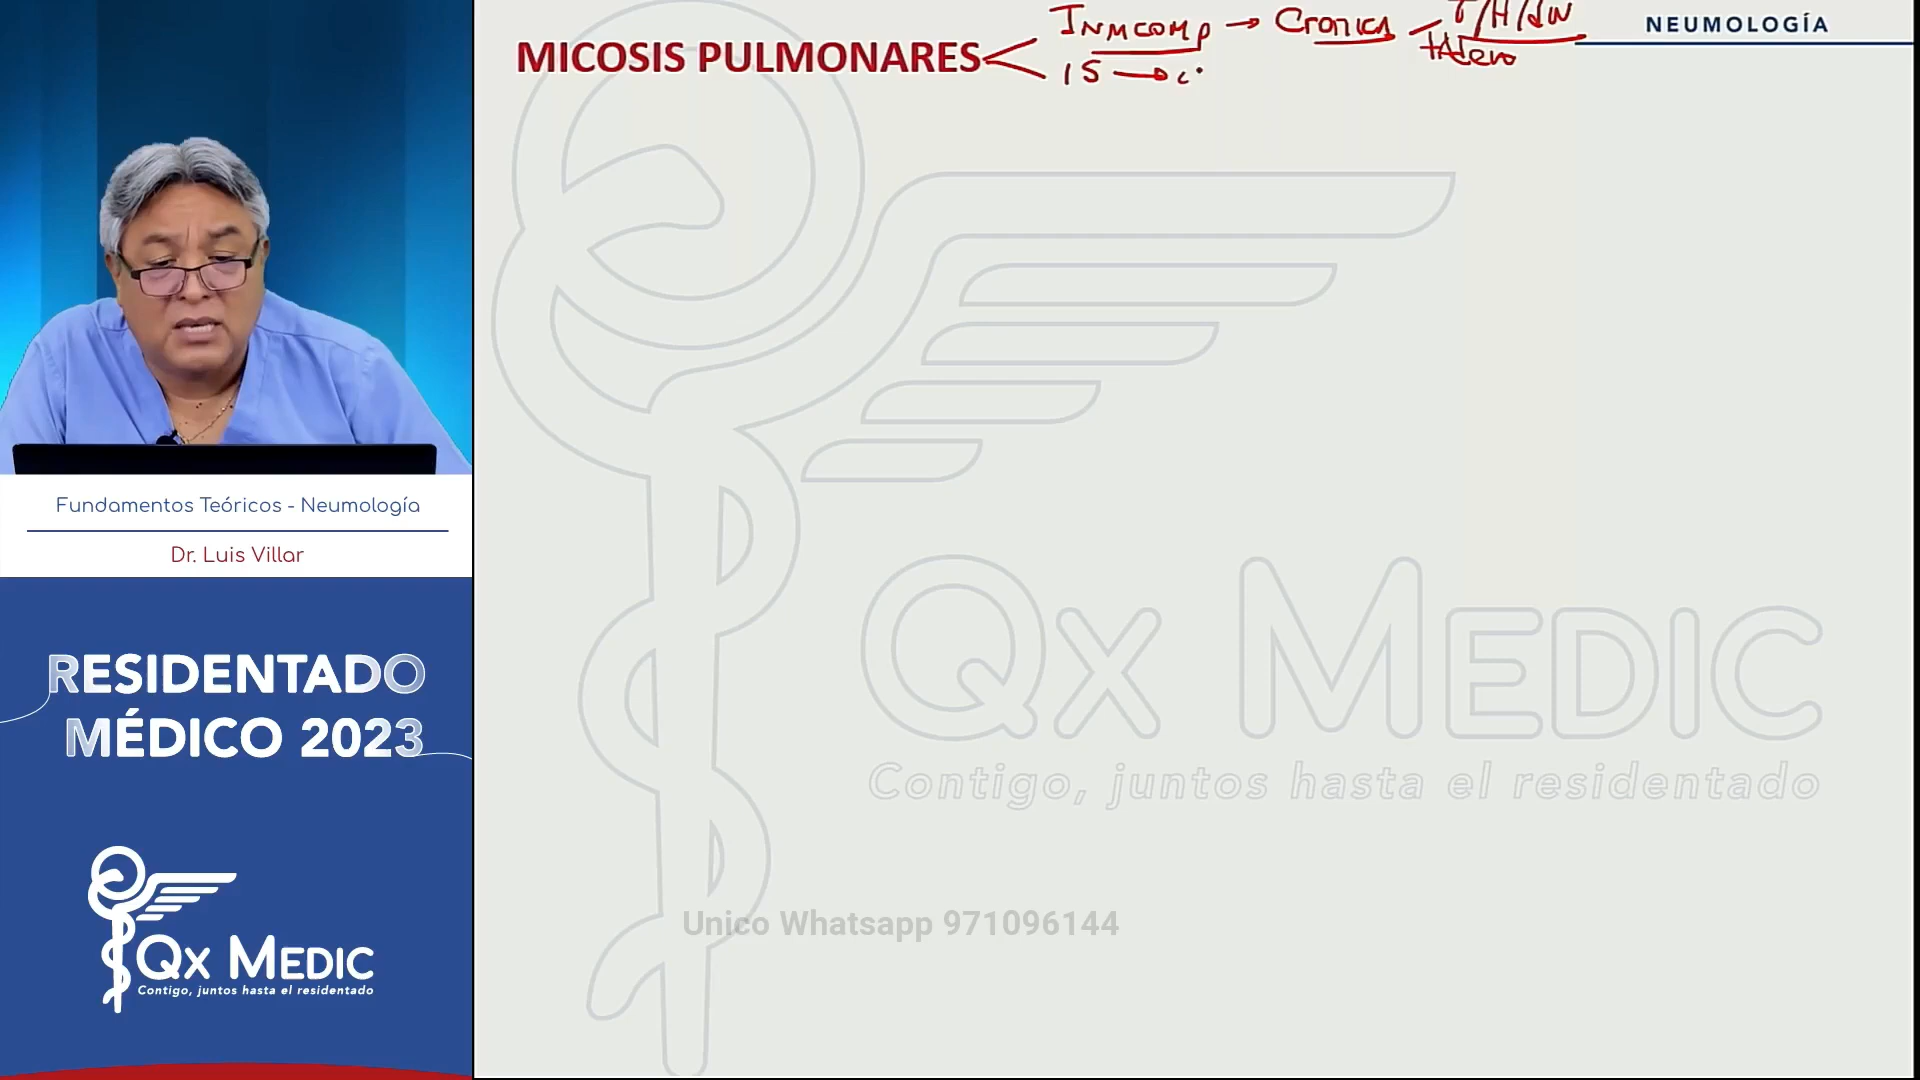 NEUMOLOGÍA
MICOSIS PULMONARES
INMCOMP → Cronica
IS →
Fundamentos Teóricos - Neumología
Dr. Luis Villar
RESIDENTADO
MÉDICO 2023
QX MEDIC
Contigo, juntos hasta el residentado
QX MEDIC
Contigo, juntos hasta el residentado
Unico Whatsapp 971096144